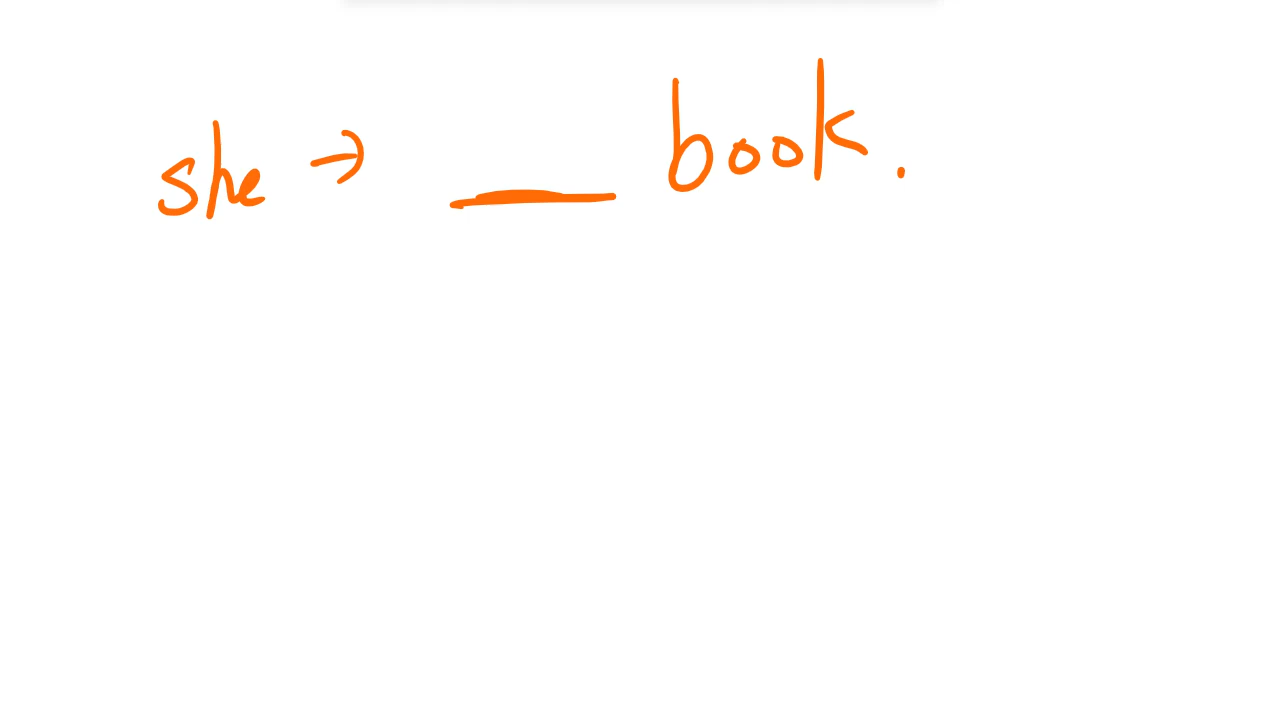 she → ___ book.